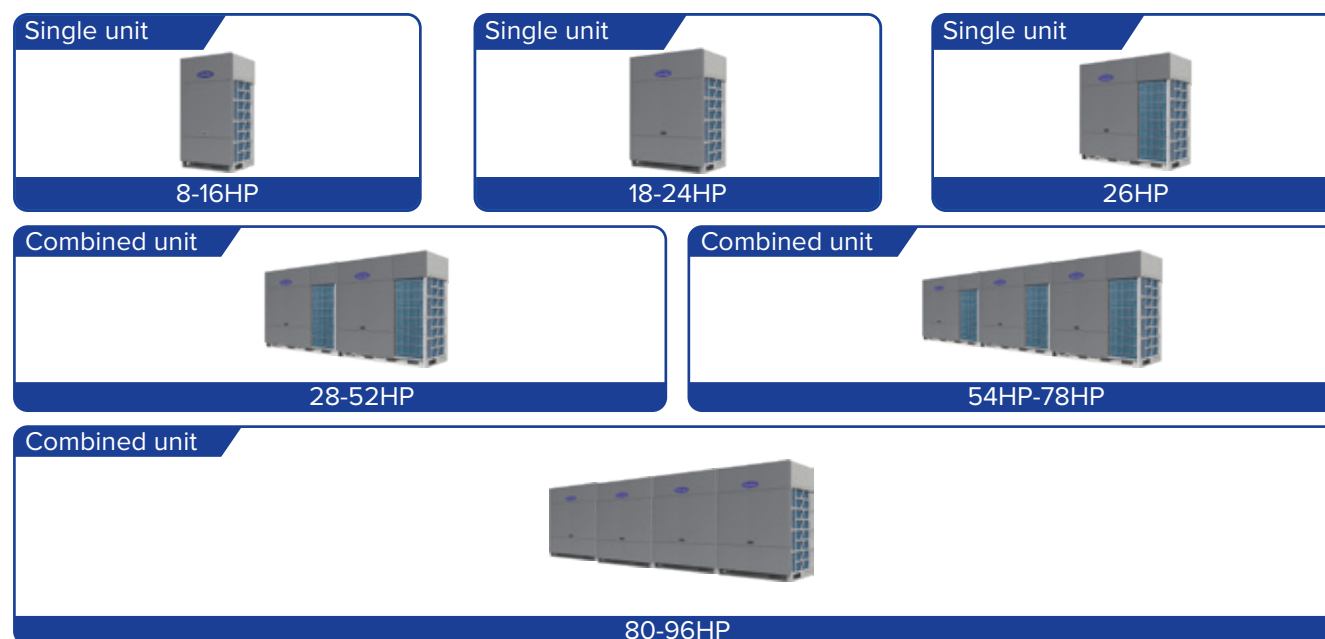 Single unit
8-16HP
Single unit
18-24HP
Single unit
26HP
Combined unit
28-52HP
Combined unit
54HP-78HP
Combined unit
80-96HP